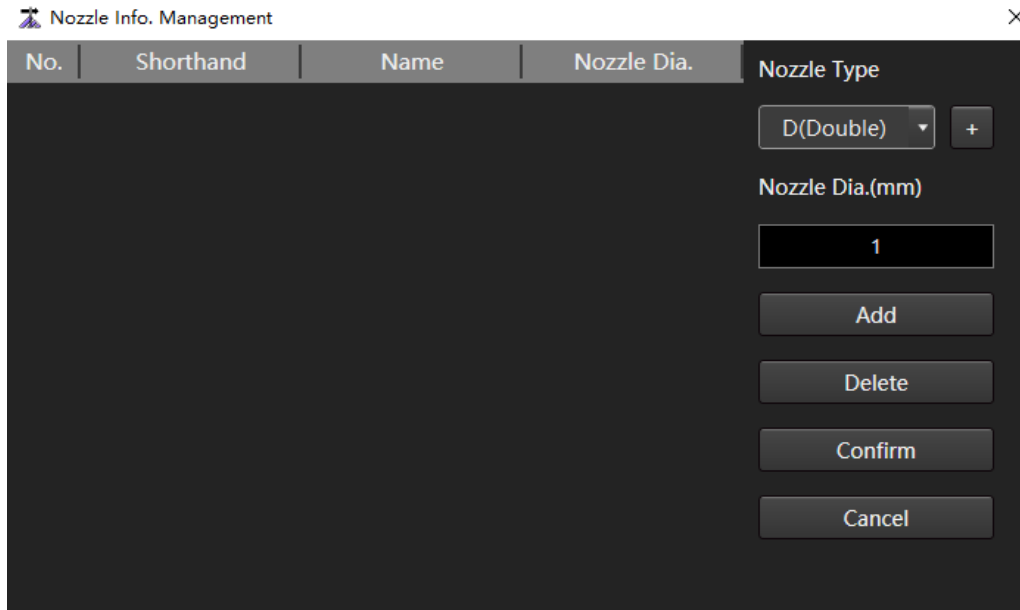 Nozzle Info. Management
No. Shorthand Name Nozzle Dia.
Nozzle Type
D(Double) +
Nozzle Dia.(mm)
1
Add
Delete
Confirm
Cancel